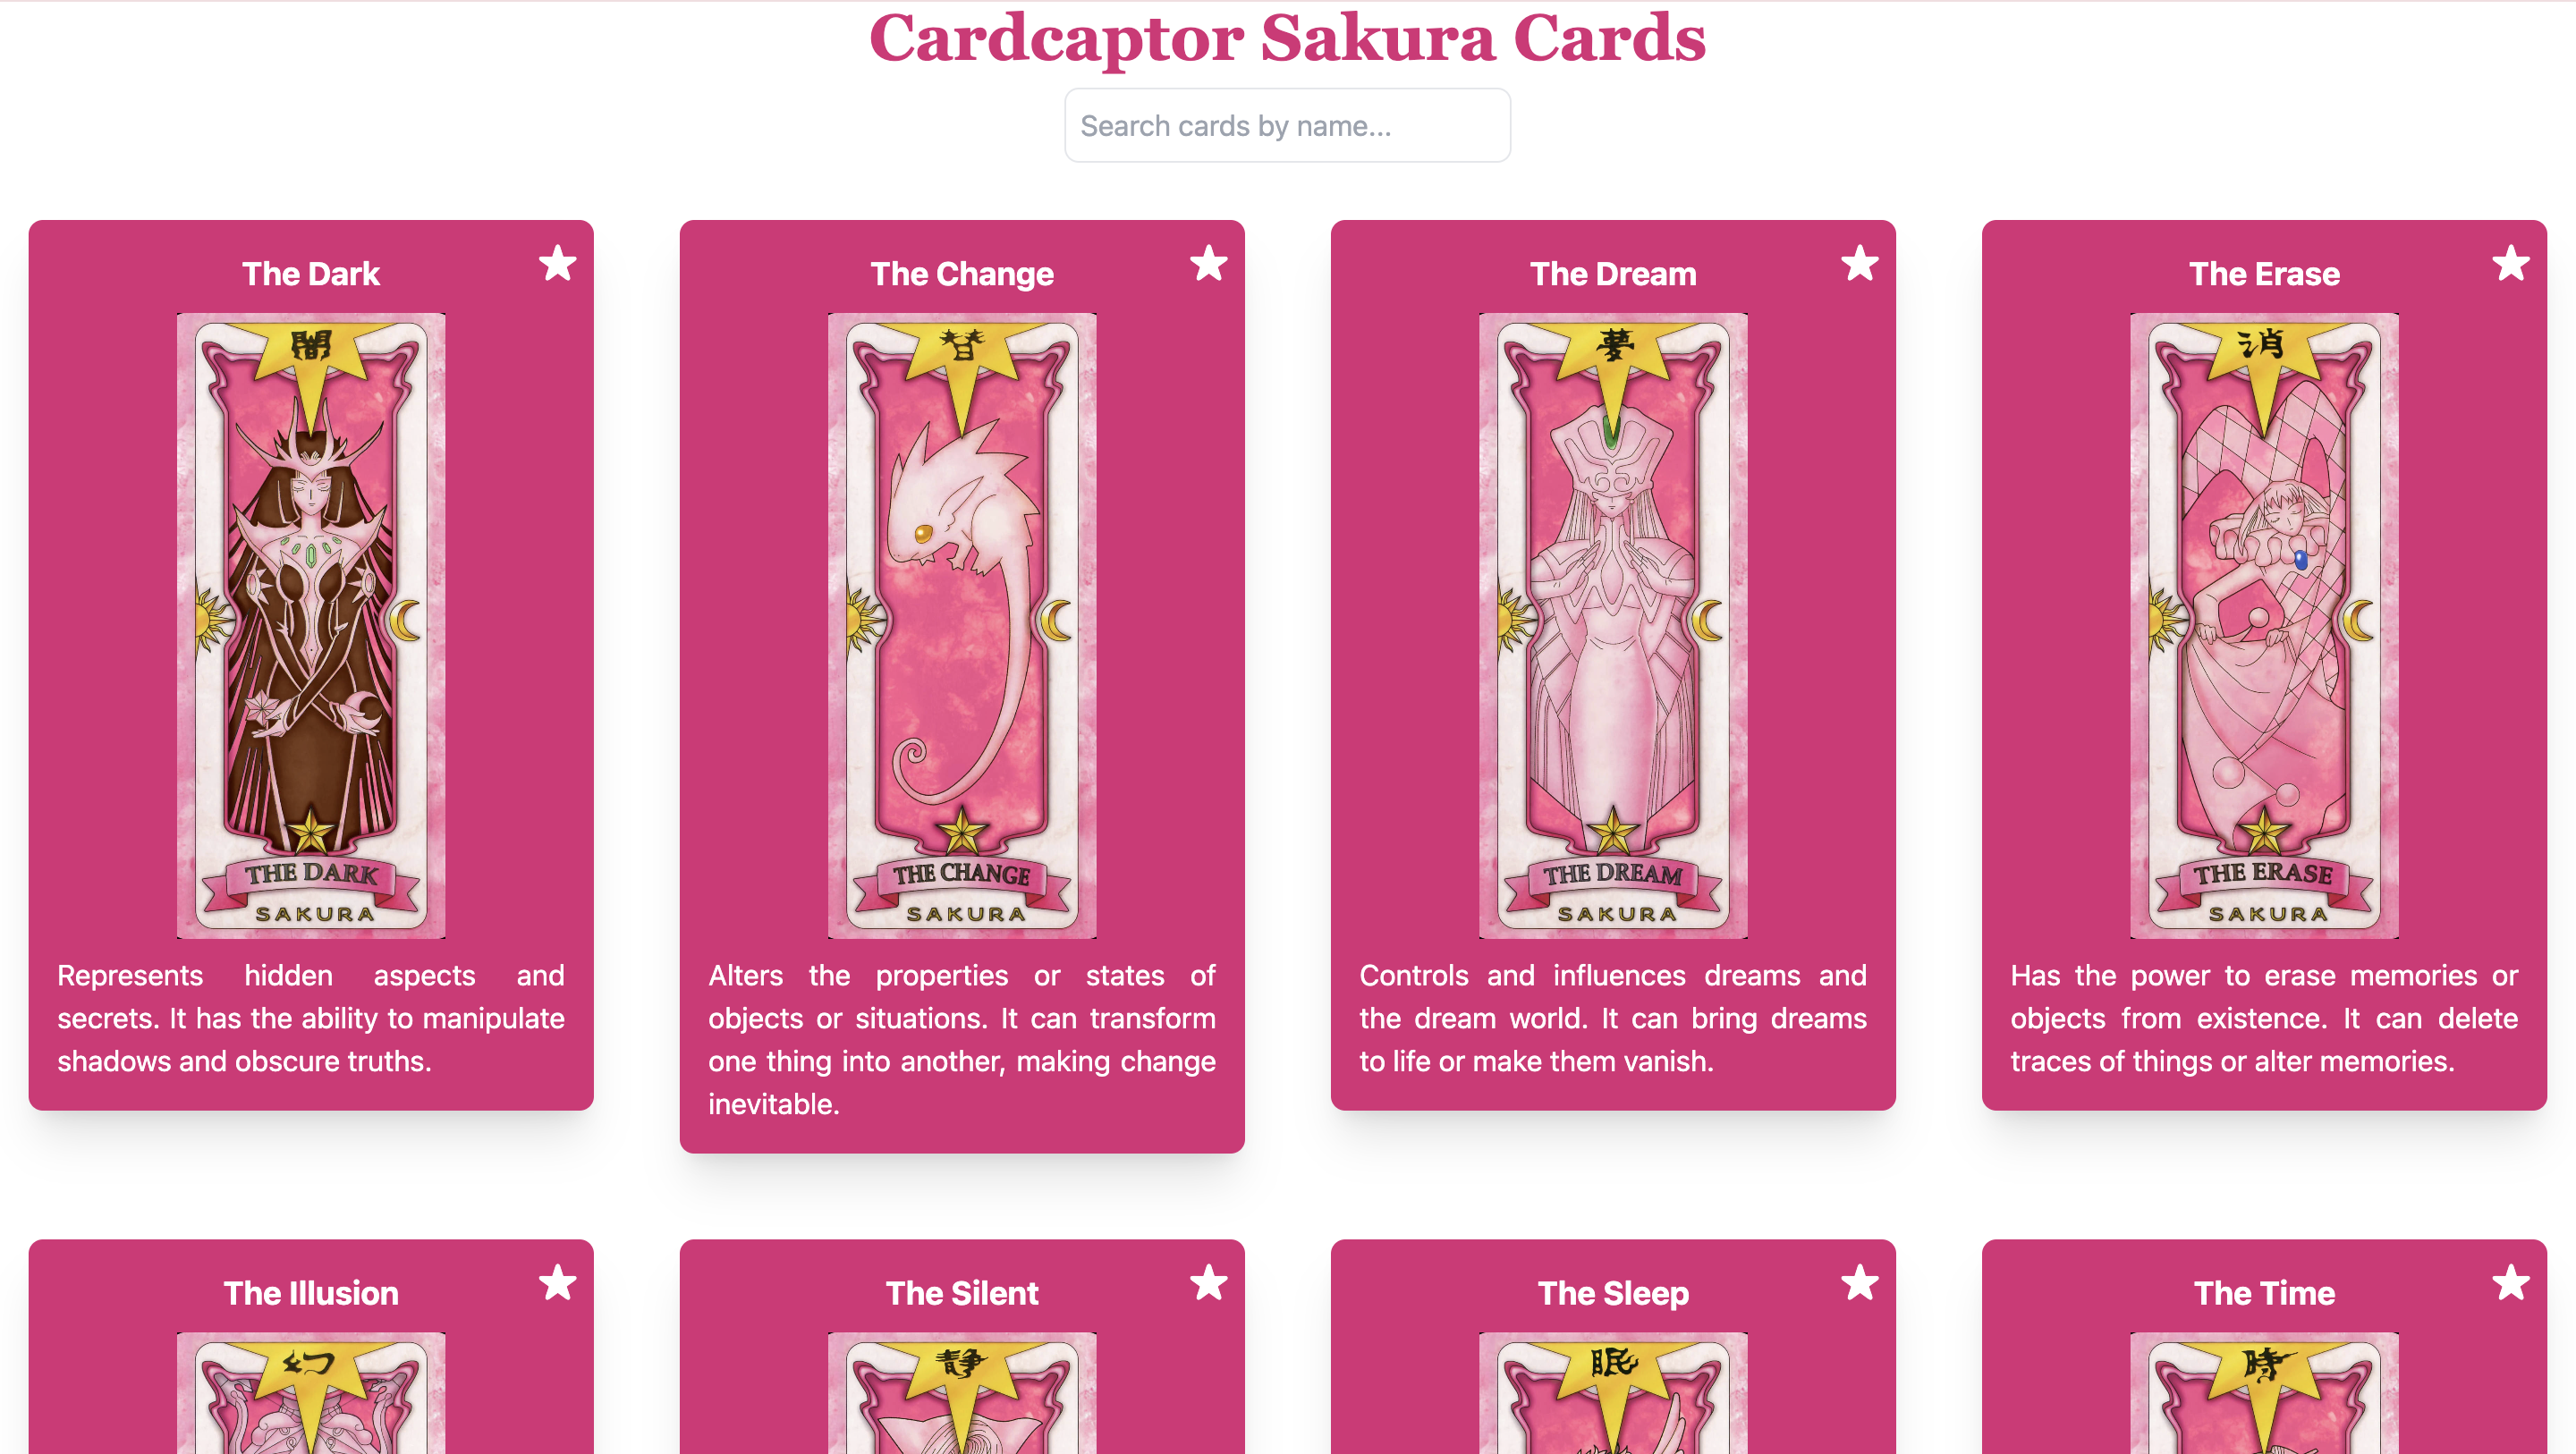 Cardcaptor Sakura Cards
Search cards by name...
The Dark
闇
THE DARK
SAKURA
Represents hidden aspects and
secrets. It has the ability to manipulate
shadows and obscure truths.
The Change
替
THE CHANGE
SAKURA
Alters the properties or states of
objects or situations. It can transform
one thing into another, making change
inevitable.
The Dream
夢
THE DREAM
SAKURA
Controls and influences dreams and
the dream world. It can bring dreams
to life or make them vanish.
The Erase
消
THE ERASE
SAKURA
Has the power to erase memories or
objects from existence. It can delete
traces of things or alter memories.
The Illusion
幻
The Silent
静
The Sleep
眠
The Time
時